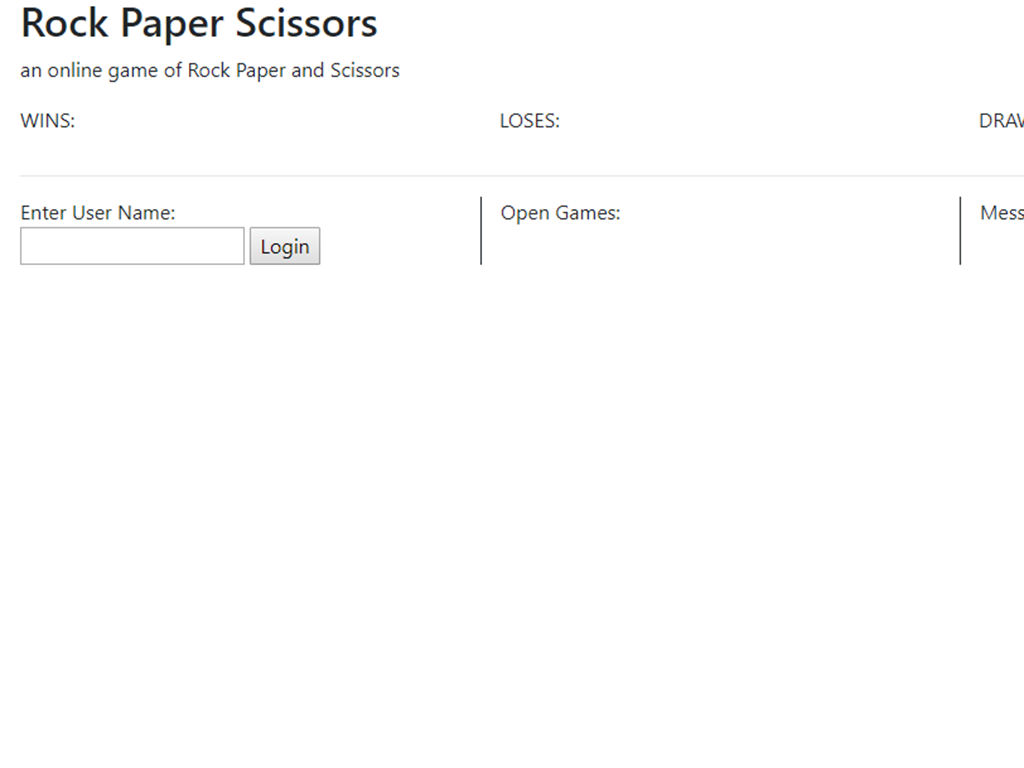 Rock Paper Scissors
an online game of Rock Paper and Scissors
WINS: LOSES: DRAW
Enter User Name: Open Games: Mess
Login